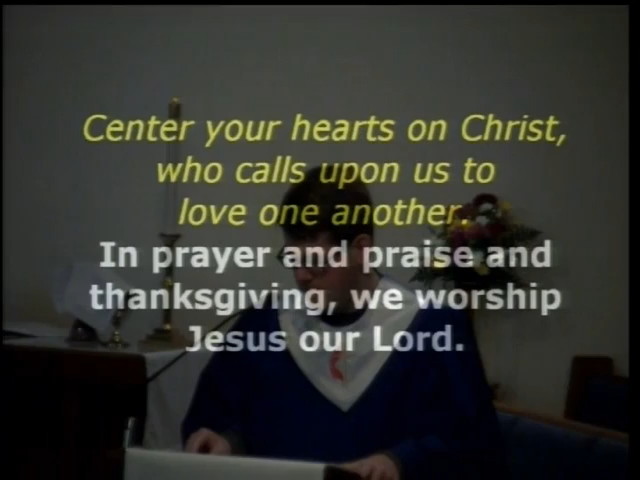 Center your hearts on Christ,
who calls upon us to
love one another.
In prayer and praise and
thanksgiving, we worship
Jesus our Lord.